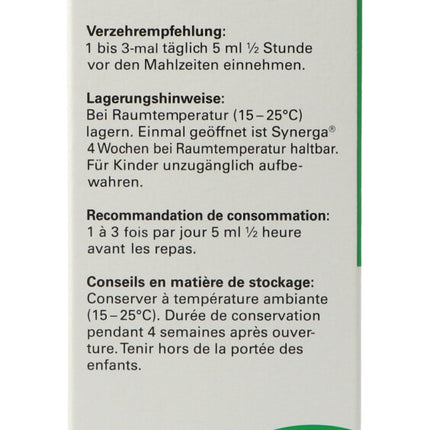 Verzehrempfehlung:
1 bis 3-mal täglich 5 ml ½ Stunde
vor den Mahlzeiten einnehmen.
Lagerungshinweise:
Bei Raumtemperatur (15–25°C)
lagern. Einmal geöffnet ist Synerga®
4 Wochen bei Raumtemperatur haltbar.
Für Kinder unzugänglich aufbe-
wahren.
Recommandation de consommation:
1 à 3 fois par jour 5 ml ½ heure
avant les repas.
Conseils en matière de stockage:
Conserver à température ambiante
(15–25°C). Durée de conservation
pendant 4 semaines après ouver-
ture. Tenir hors de la portée des
enfants.